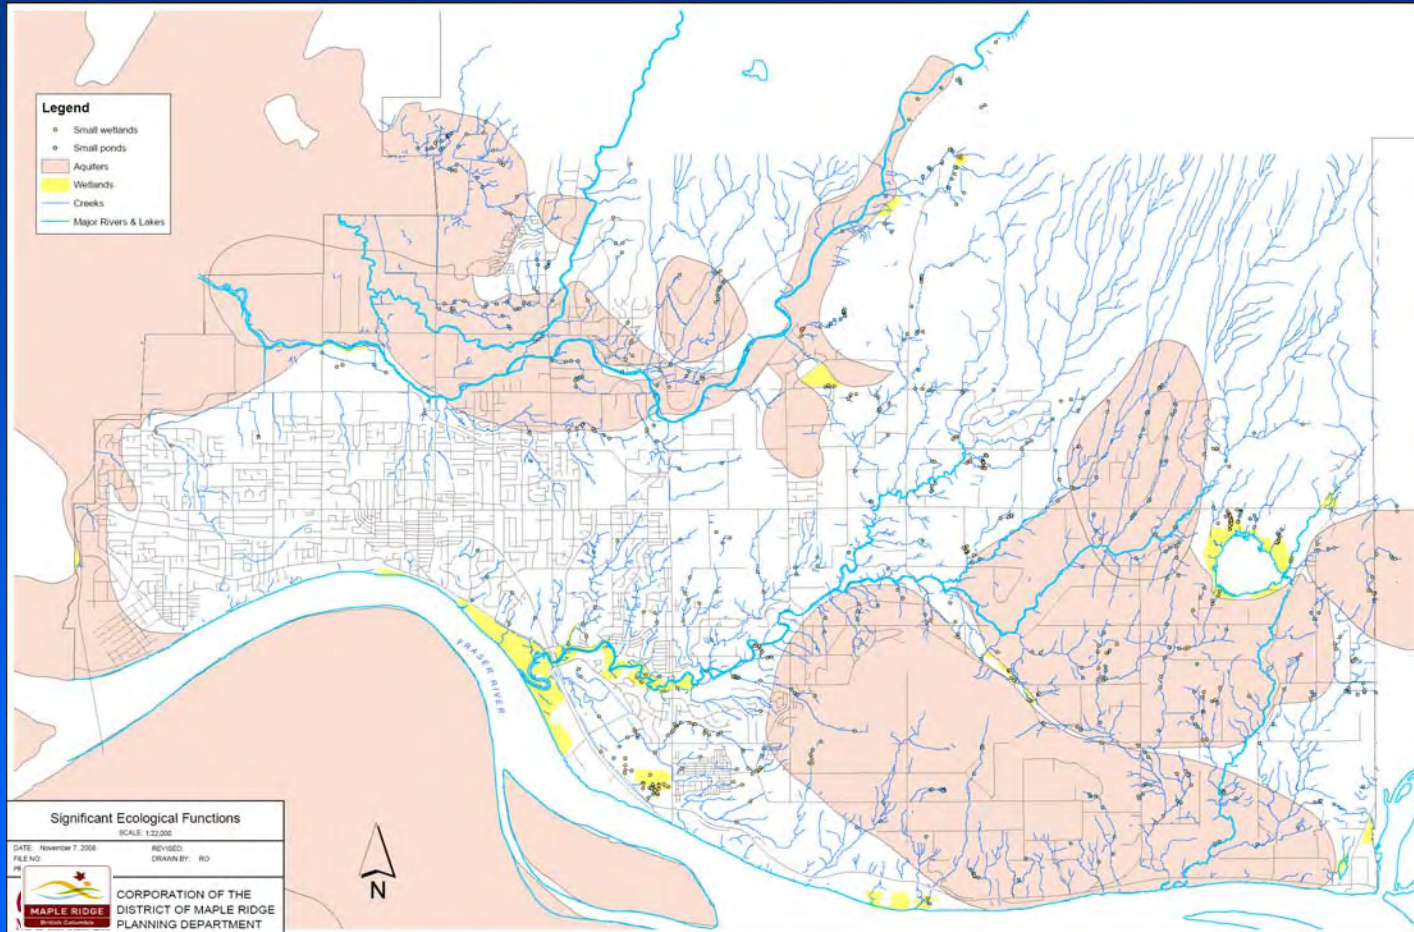 Legend
Small wetlands
Small ponds
Aquifers
Wetlands
Creeks
Major Rivers & Lakes
FRASER RIVER
Significant Ecological Functions
SCALE: 1:22,000
DATE: November 7, 2008 REVISED:
FILE NO: DRAWN BY: RO
N
MAPLE RIDGE
British Columbia
CORPORATION OF THE
DISTRICT OF MAPLE RIDGE
PLANNING DEPARTMENT